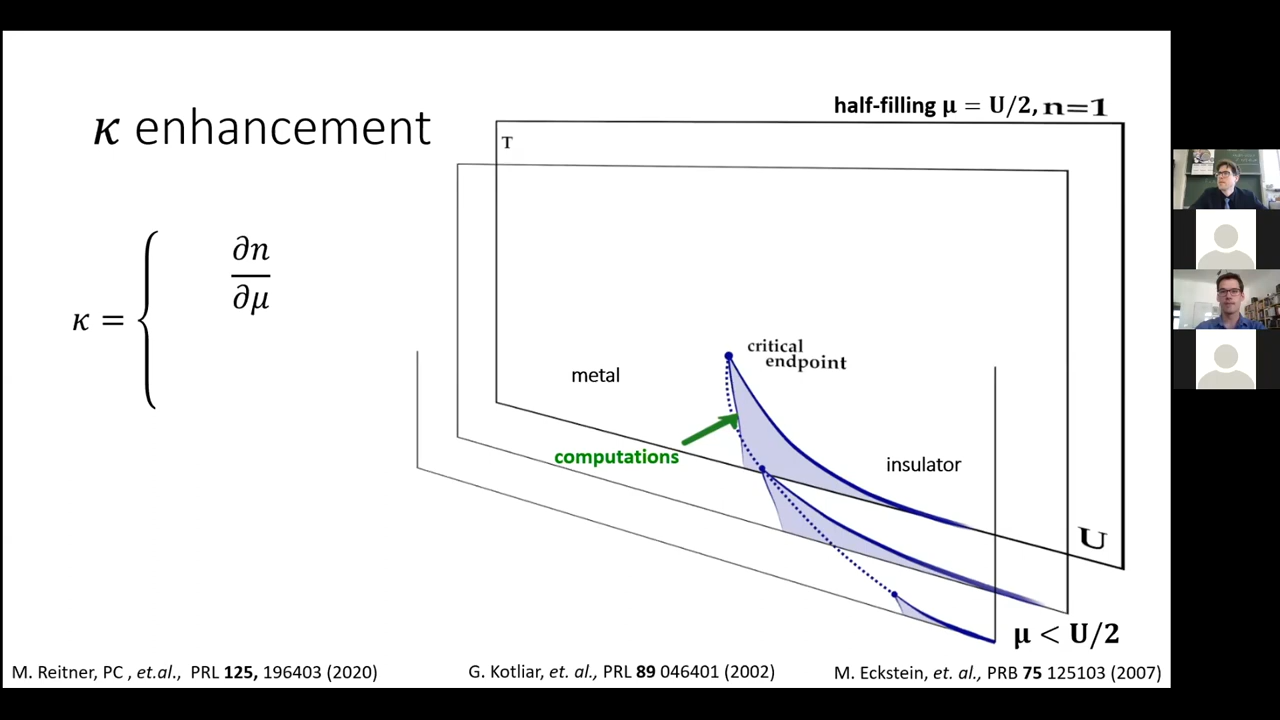 half-filling μ = U/2, n=1
κ enhancement
T
κ = { ∂n
∂μ
critical
endpoint
metal
computations
insulator
U
μ < U/2
M. Reitner, PC , et.al., PRL 125, 196403 (2020)
G. Kotliar, et. al., PRL 89 046401 (2002)
M. Eckstein, et. al., PRB 75 125103 (2007)